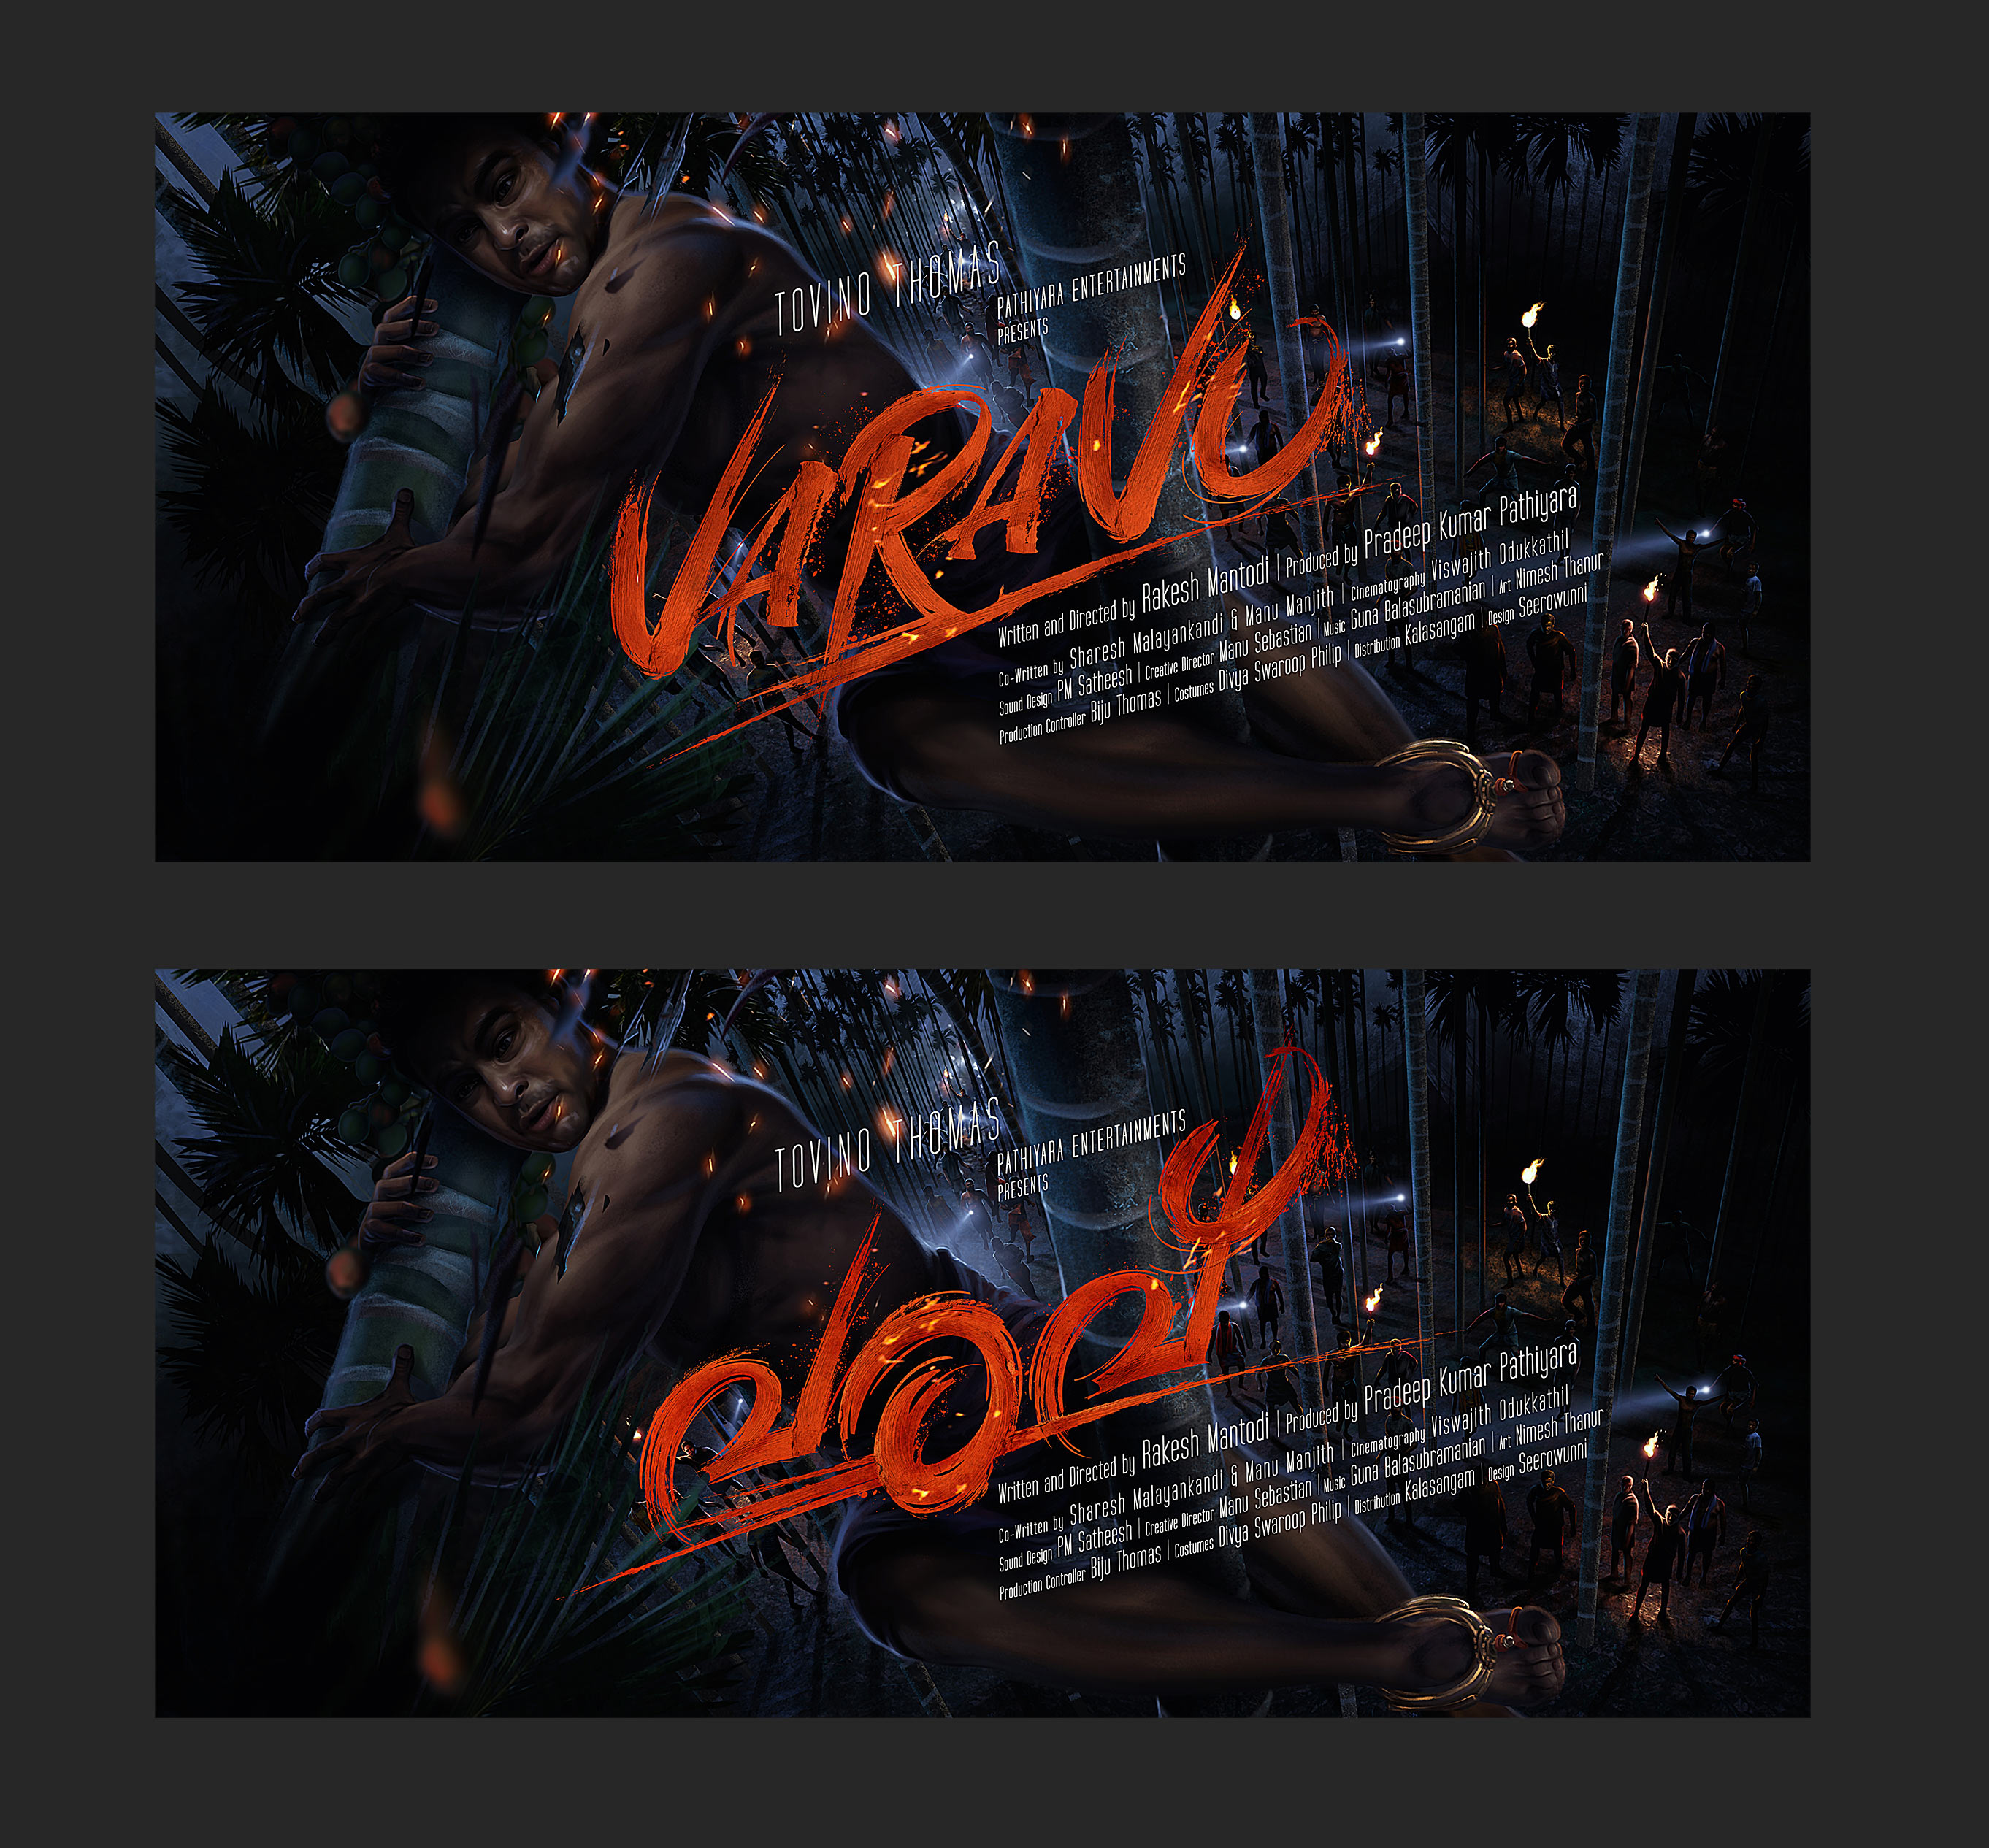 TOVINO THOMAS
PATHIYARA ENTERTAINMENTS
PRESENTS
VARAVU
Written and Directed by Rakesh Mantodi | Produced by Pradeep Kumar Pathiyara
Co-Written by Sharesh Malayankandi & Manu Manjith | Cinematography Viswajith Odukkathil
Sound Design PM Satheesh | Creative Director Manu Sebastian | Music Guna Balasubramanian | Art Nimesh Thanur
Production Controller Biju Thomas | Costumes Divya Swaroop Philip | Distribution Kalasangam | Design Seerowunni
TOVINO THOMAS
PATHIYARA ENTERTAINMENTS
PRESENTS
വരവ്
Written and Directed by Rakesh Mantodi | Produced by Pradeep Kumar Pathiyara
Co-Written by Sharesh Malayankandi & Manu Manjith | Cinematography Viswajith Odukkathil
Sound Design PM Satheesh | Creative Director Manu Sebastian | Music Guna Balasubramanian | Art Nimesh Thanur
Production Controller Biju Thomas | Costumes Divya Swaroop Philip | Distribution Kalasangam | Design Seerowunni